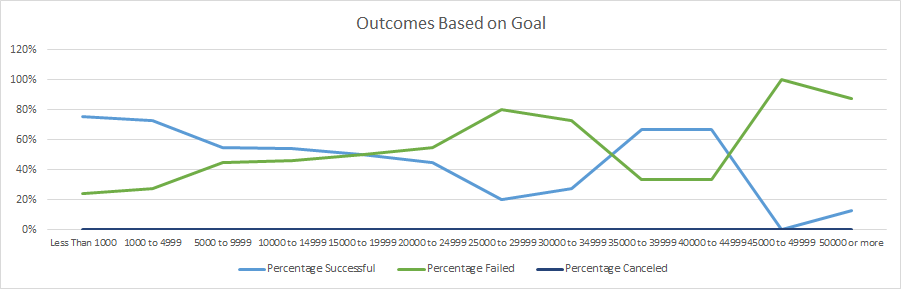 Outcomes Based on Goal
120%
100%
80%
60%
40%
20%
0%
Less Than 1000 1000 to 4999 5000 to 9999 10000 to 14999 15000 to 19999 20000 to 24999 25000 to 29999 30000 to 34999 35000 to 39999 40000 to 44999 45000 to 49999 50000 or more
Percentage Successful Percentage Failed Percentage Canceled